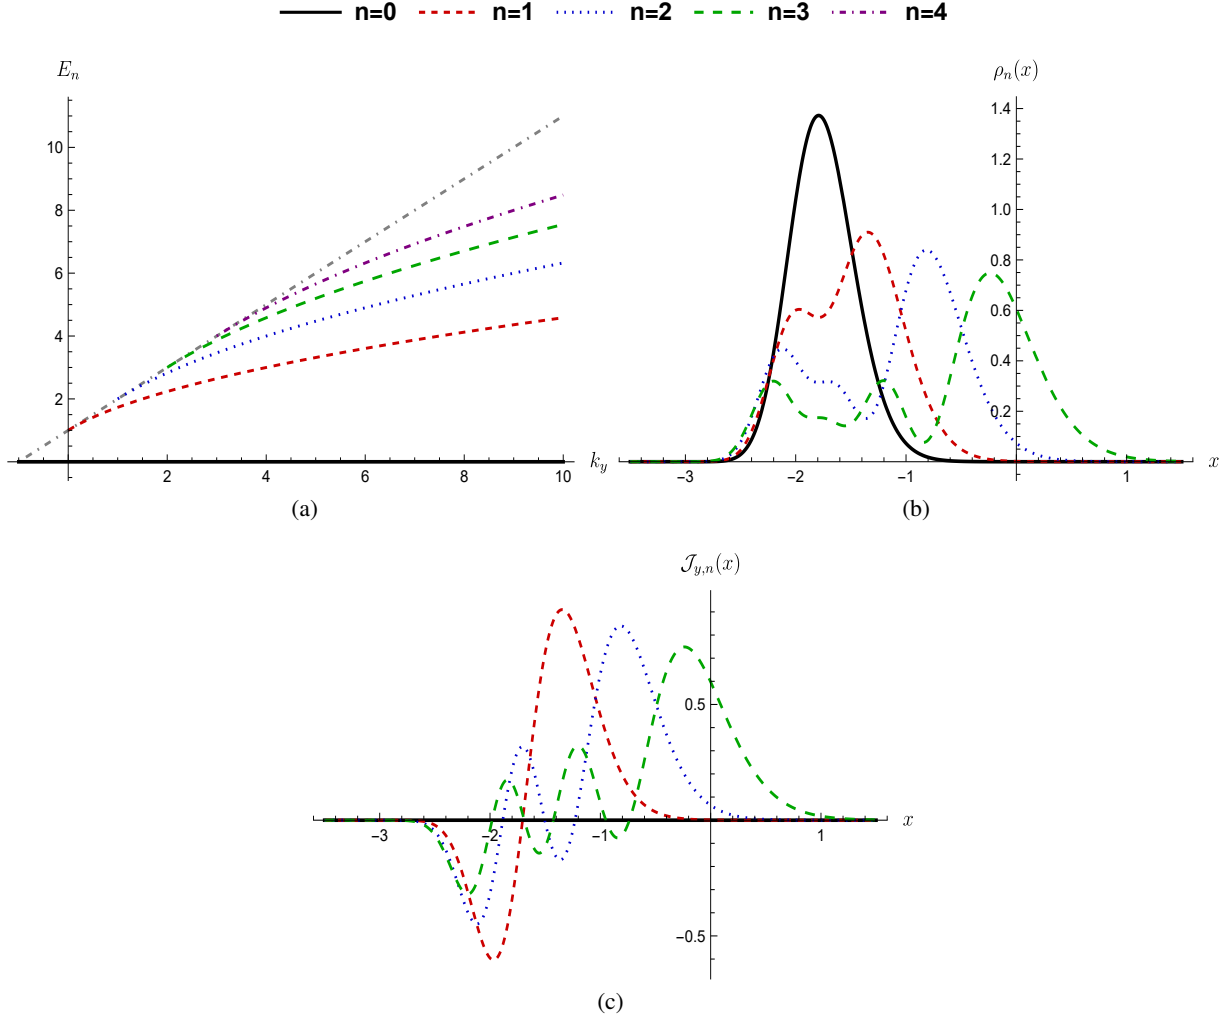 n=0 n=1 n=2 n=3 n=4
E_n
10
8
6
4
2
2 4 6 8 10 k_y
(a)
ρ_n(x)
1.4
1.2
1.0
0.8
0.6
0.4
0.2
−3 −2 −1 1 x
(b)
𝒥_{y,n}(x)
0.5
−3 −2 −1 1 x
−0.5
(c)